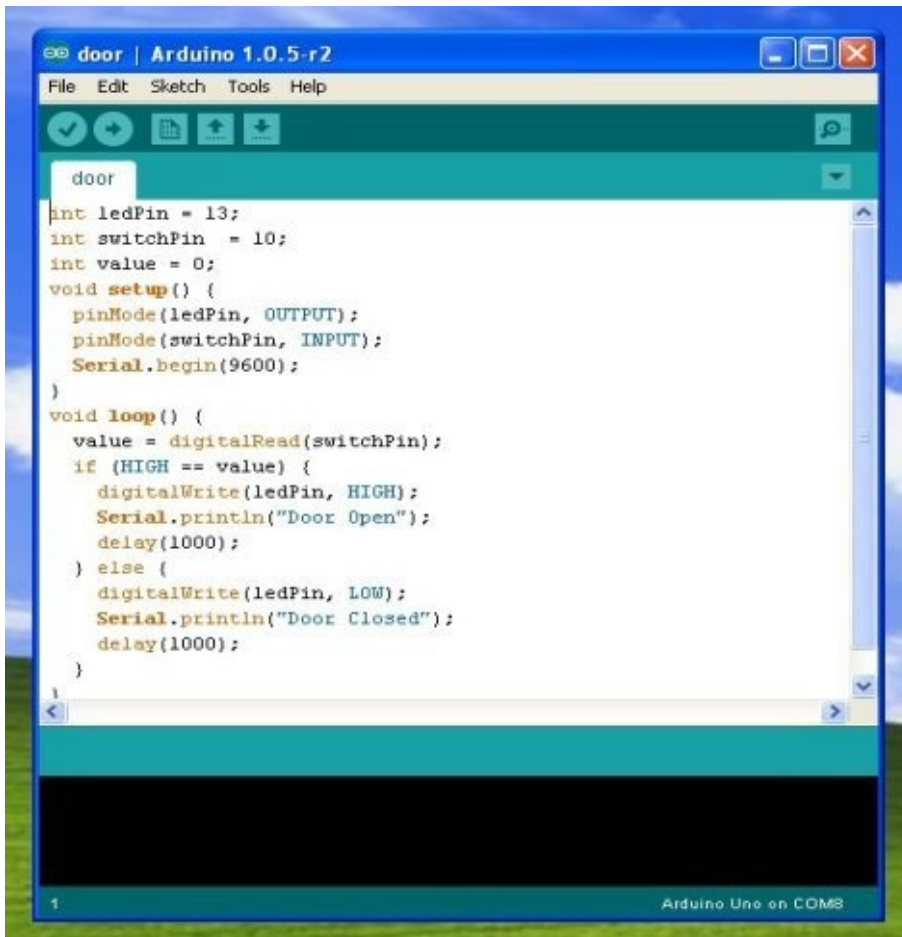 door | Arduino 1.0.5-r2
File Edit Sketch Tools Help
door
int ledPin = 13;
int switchPin  = 10;
int value = 0;
void setup() {
  pinMode(ledPin, OUTPUT);
  pinMode(switchPin, INPUT);
  Serial.begin(9600);
}
void loop() {
  value = digitalRead(switchPin);
  if (HIGH == value) {
    digitalWrite(ledPin, HIGH);
    Serial.println("Door Open");
    delay(1000);
  } else {
    digitalWrite(ledPin, LOW);
    Serial.println("Door Closed");
    delay(1000);
  }
}
1
Arduino Uno on COM8